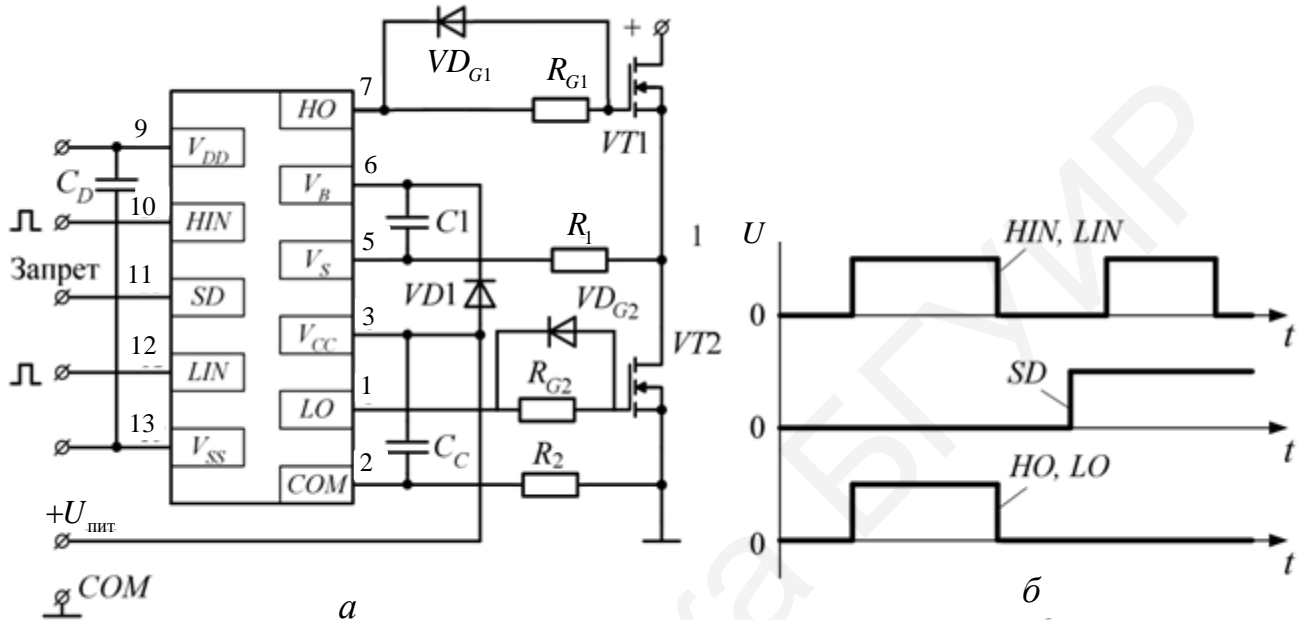 +
VD_G1
R_G1
7
HO
VT1
9
V_DD
6
V_B
C_D
10
HIN
C1
R_1
1
5
V_S
Запрет
11
SD
VD1
VD_G2
3
V_CC
VT2
12
LIN
1
R_G2
LO
13
V_SS
C_C
2
R_2
COM
+U_пит
COM
а
U
HIN, LIN
0
t
SD
0
t
HO, LO
0
t
б
БГУИР